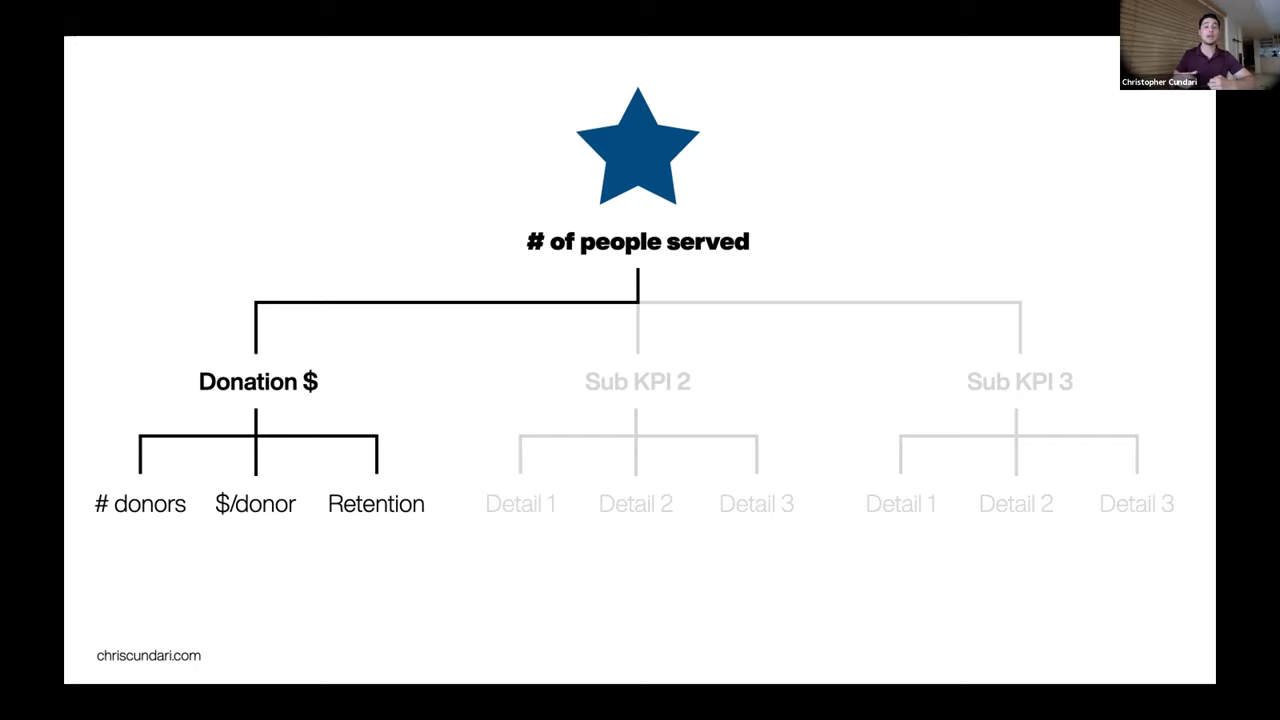 Christopher Cundari
# of people served
Donation $
Sub KPI 2
Sub KPI 3
# donors
$/donor
Retention
Detail 1
Detail 2
Detail 3
Detail 1
Detail 2
Detail 3
chriscundari.com